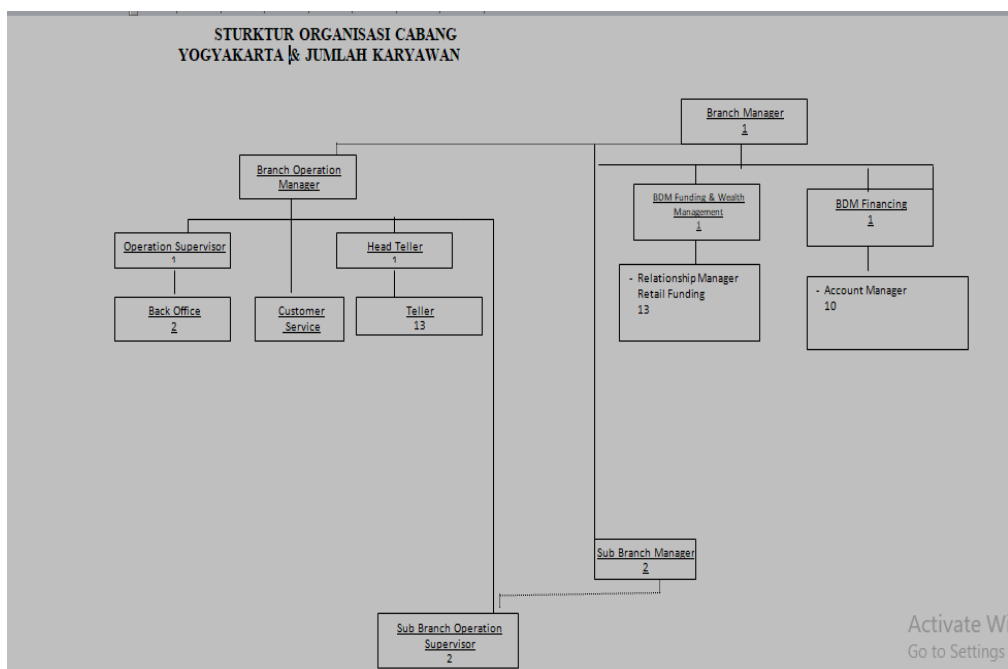 STURKTUR ORGANISASI CABANG
YOGYAKARTA & JUMLAH KARYAWAN
Branch Manager
1
Branch Operation
Manager
BDM Funding & Wealth
Management
1
BDM Financing
1
Operation Supervisor
1
Head Teller
1
- Relationship Manager
Retail Funding
13
- Account Manager
10
Back Office
2
Customer
Service
Teller
13
Sub Branch Manager
2
Sub Branch Operation
Supervisor
2
Activate Wi
Go to Settings